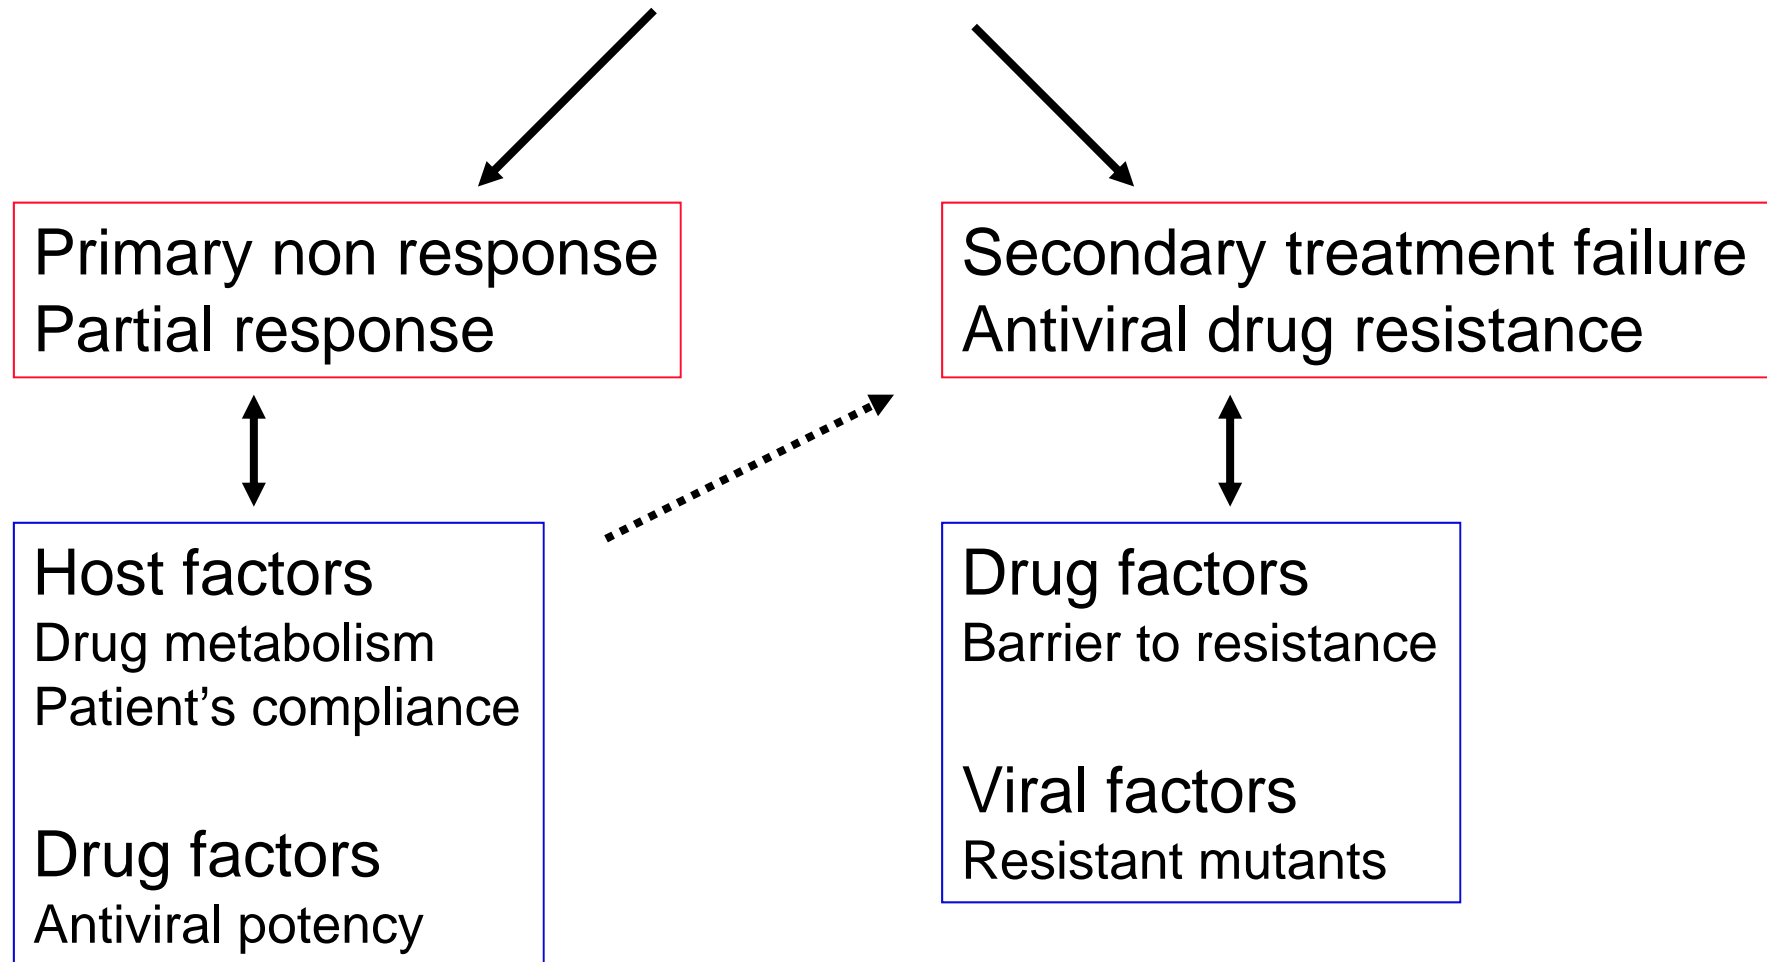 Primary non response
Partial response
Secondary treatment failure
Antiviral drug resistance
Host factors
Drug metabolism
Patient’s compliance
Drug factors
Antiviral potency
Drug factors
Barrier to resistance
Viral factors
Resistant mutants